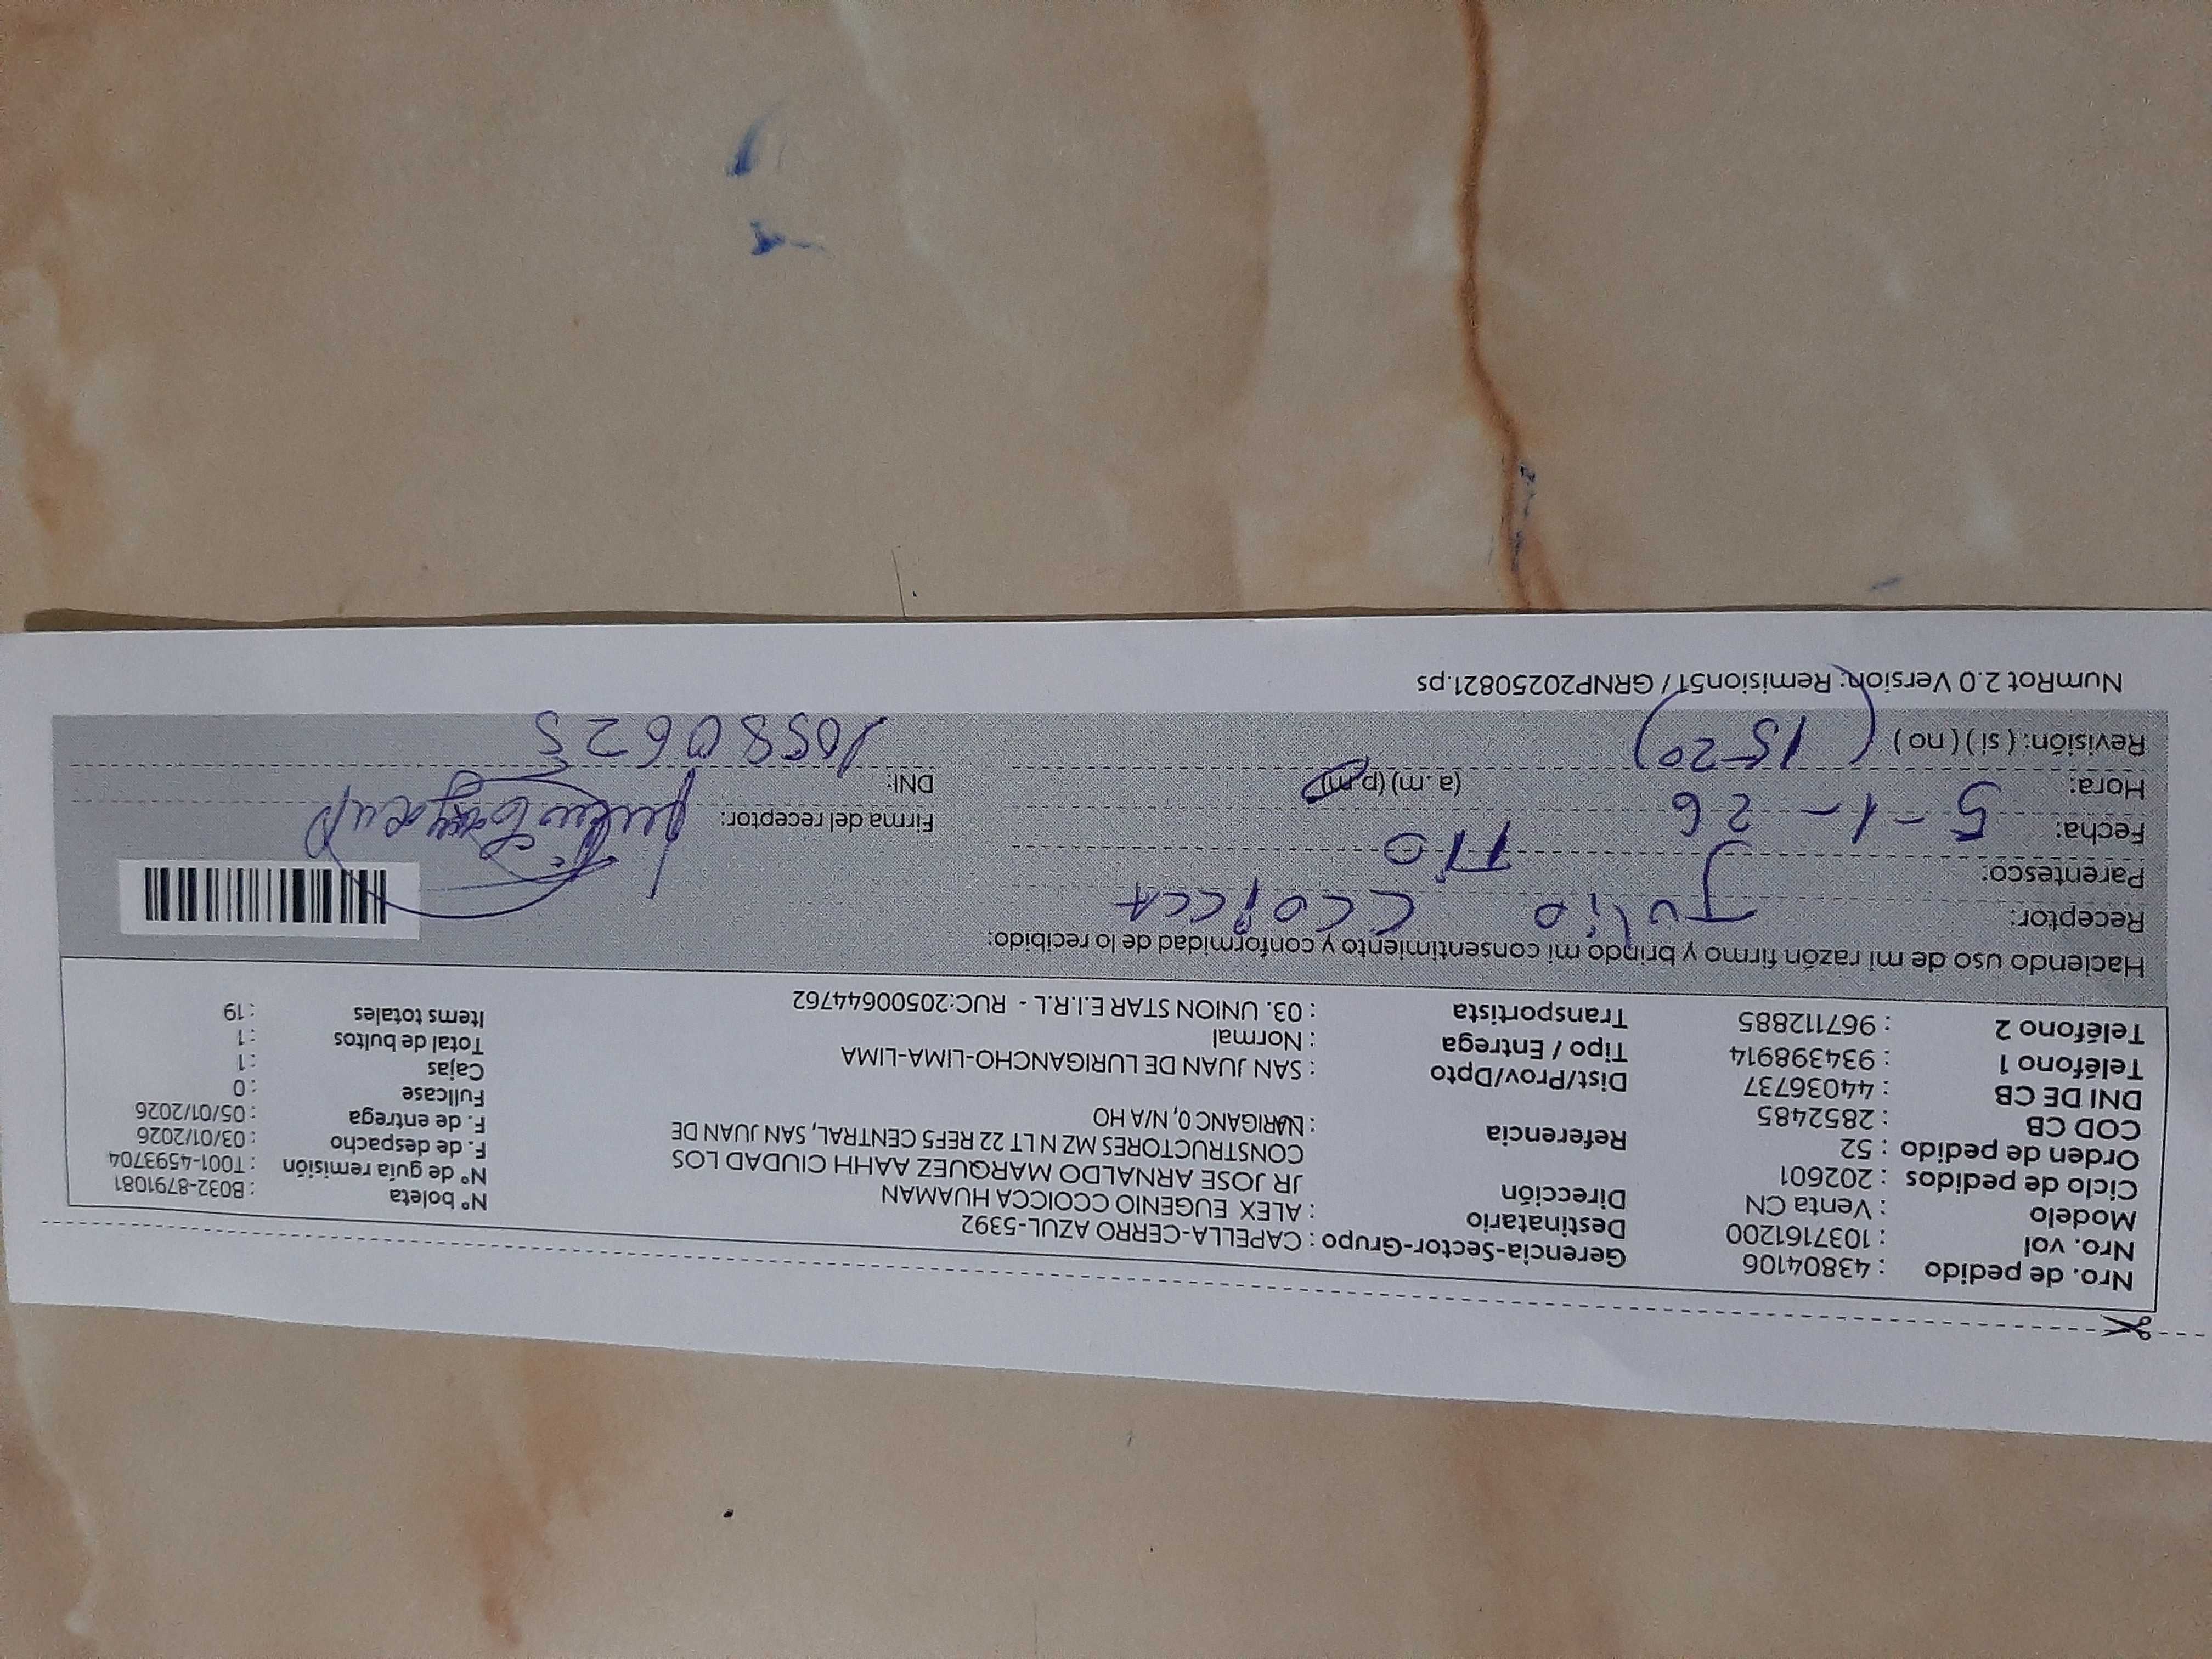 Nro. de pedido : 43804106
Nro. vol : 1037161200
Modelo : Venta CN
Ciclo de pedidos : 202601
Orden de pedido : 52
COD CB : 2852485
DNI DE CB : 44036737
Teléfono 1 : 934398914
Teléfono 2 : 967112885
Gerencia-Sector-Grupo : CAPELLA-CERRO AZUL-5392
Destinatario : ALEX EUGENIO CCOICCA HUAMAN
Dirección JR JOSE ARNALDO MARQUEZ AAHH CIUDAD LOS
CONSTRUCTORES MZ N LT 22 REF5 CENTRAL, SAN JUAN DE
Referencia : LURIGANC 0, N/A HO
Dist/Prov/Dpto : SAN JUAN DE LURIGANCHO-LIMA-LIMA
Tipo / Entrega : Normal
Transportista : 03. UNION STAR E.I.R.L - RUC:20500644762
N° boleta : B032-8791081
N° de guía remisión : T001-4593704
F. de despacho : 03/01/2026
F. de entrega : 05/01/2026
Fullcase : 0
Cajas : 1
Total de bultos : 1
Items totales : 19
Haciendo uso de mi razón firmo y brindo mi consentimiento y conformidad de lo recibido:
Receptor: Julio CCOICCA
Parentesco: TIO
Fecha: 5-1-26
Hora: (a. m) (p.m)
Revisión: ( si ) ( no ) (15-20)
Firma del receptor:
DNI: 10580625
NumRot 2.0 Version: Remision51 / GRNP20250821.ps